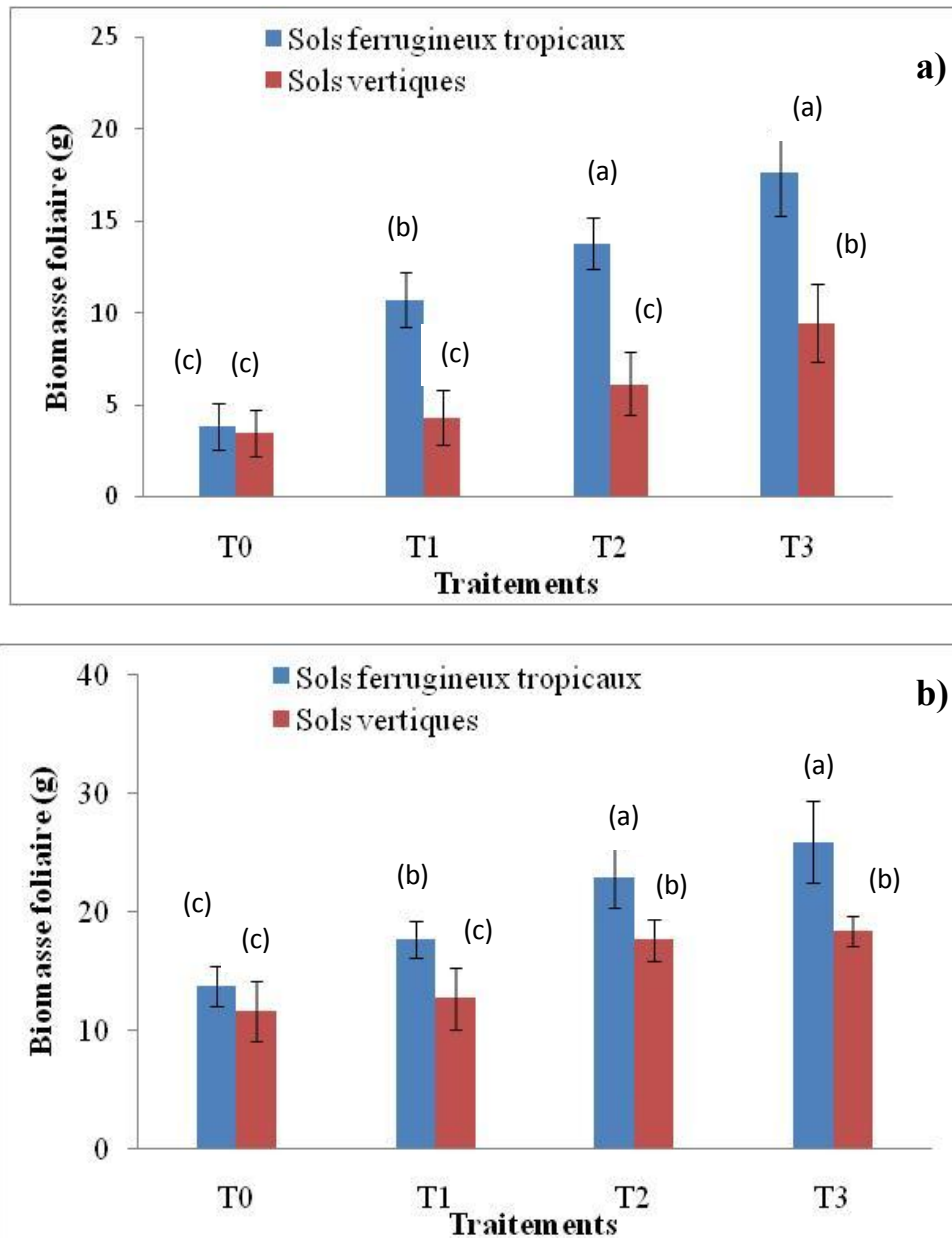 Sols ferrugineux tropicaux
Sols vertiques
a)
Biomasse foliaire (g)
25
20
15
10
5
0
(c) (c)
(b)
(c)
(a)
(c)
(a)
(b)
T0 T1 T2 T3
Traitements
Sols ferrugineux tropicaux
Sols vertiques
b)
Biomasse foliaire (g)
40
30
20
10
0
(c)
(c)
(b)
(c)
(a)
(b)
(a)
(b)
T0 T1 T2 T3
Traitements